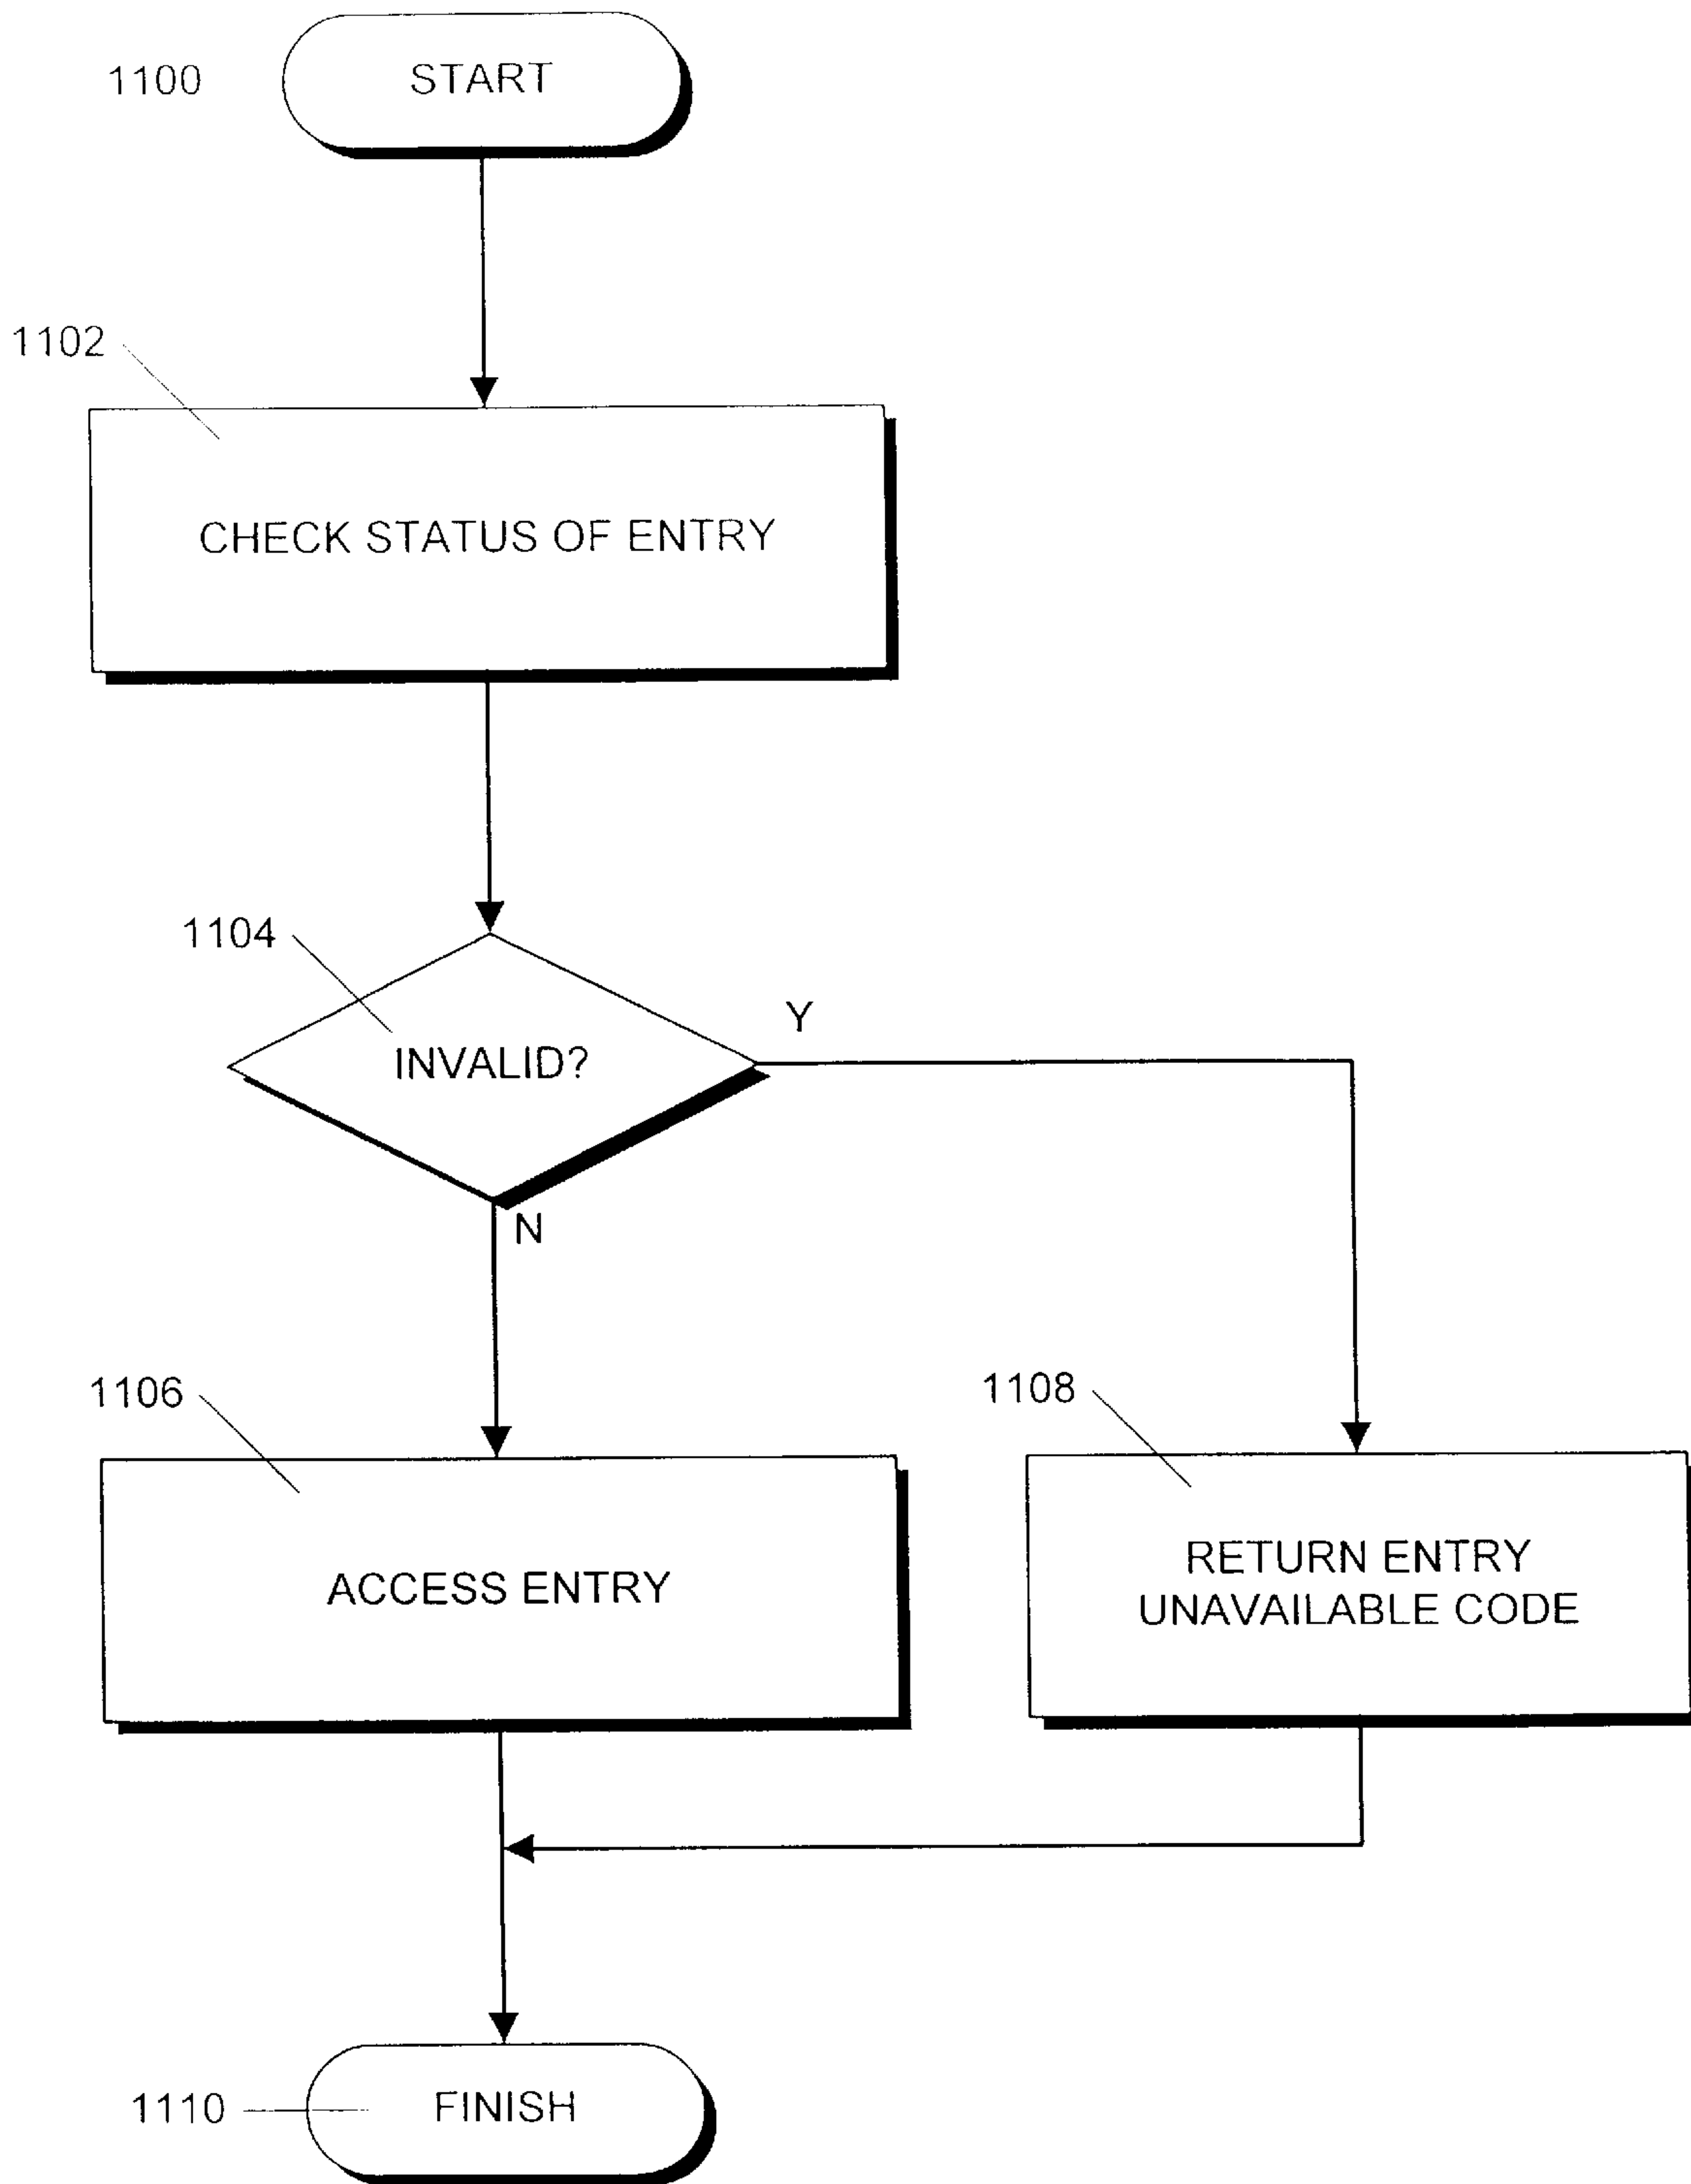 1100
START
1102
CHECK STATUS OF ENTRY
1104
INVALID?
Y
N
1106
ACCESS ENTRY
1108
RETURN ENTRY
UNAVAILABLE CODE
1110
FINISH